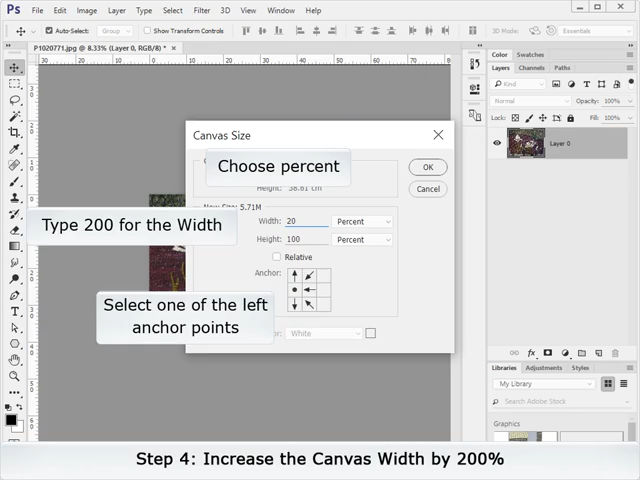 Ps File Edit Image Layer Type Select Filter 3D View Window Help
Auto-Select: Group Show Transform Controls 3D Mode: Essentials
P1020771.jpg @ 8.33% (Layer 0, RGB/8) *
Color Swatches
Layers Channels Paths
Kind
Normal Opacity: 100%
Lock: Fill: 100%
Layer 0
Canvas Size
Choose percent
OK
Height: 38.61 cm
Cancel
New Size: 5.71M
Type 200 for the Width
Width: 20 Percent
Height: 100 Percent
Relative
Anchor:
Select one of the left
anchor points
White
Libraries Adjustments Styles
My Library
Search Adobe Stock
Graphics
Step 4: Increase the Canvas Width by 200%